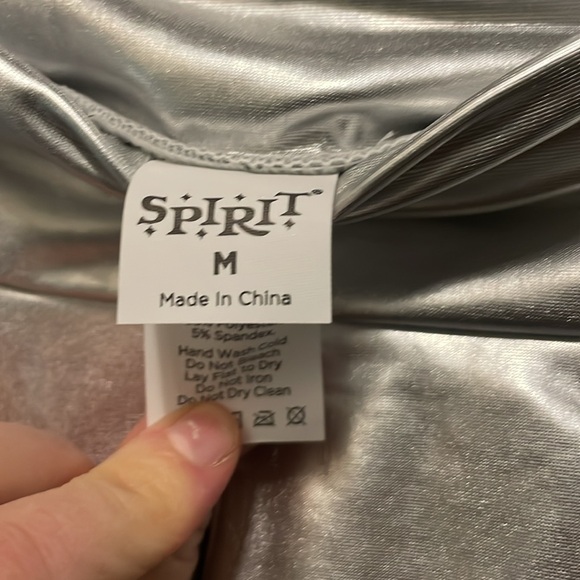 SPIRIT
M
Made In China
Polyester
5% Spandex
Hand Wash Cold
Do Not Bleach
Lay Flat to Dry
Do Not Iron
Do Not Dry Clean